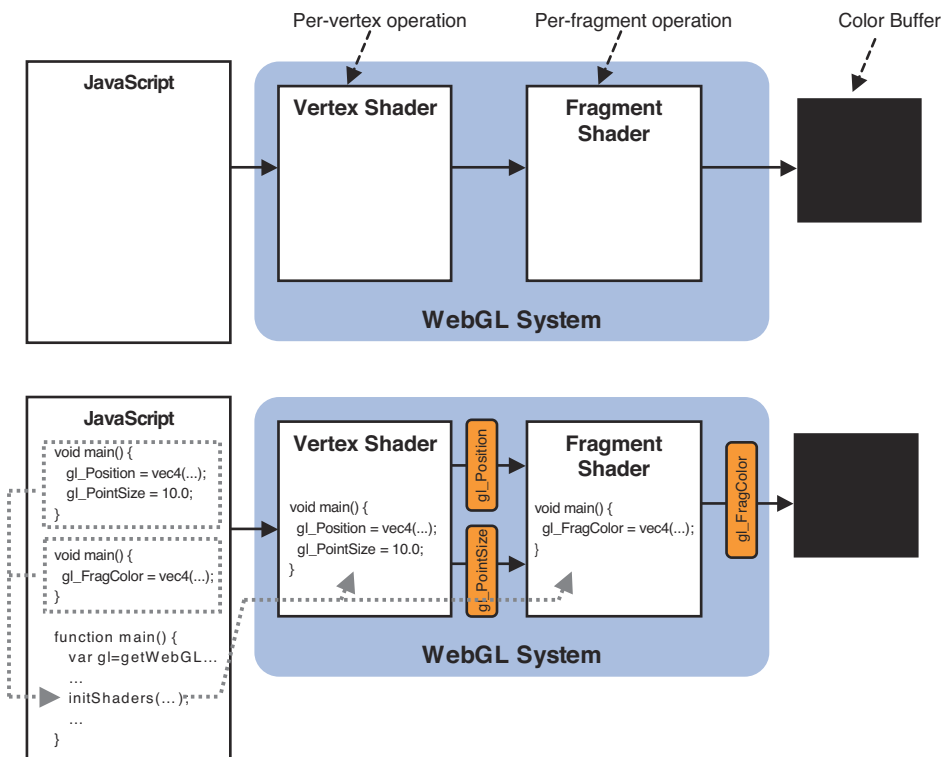 Per-vertex operation
Per-fragment operation
Color Buffer
JavaScript
Vertex Shader
Fragment
Shader
WebGL System
JavaScript
void main() {
gl_Position = vec4(...);
gl_PointSize = 10.0;
}
void main() {
gl_FragColor = vec4(...);
}
function main() {
var gl=getWebGL...
...
initShaders(...);
...
}
Vertex Shader
void main() {
gl_Position = vec4(...);
gl_PointSize = 10.0;
}
gl_Position
gl_PointSize
Fragment
Shader
void main() {
gl_FragColor = vec4(...);
}
gl_FragColor
WebGL System